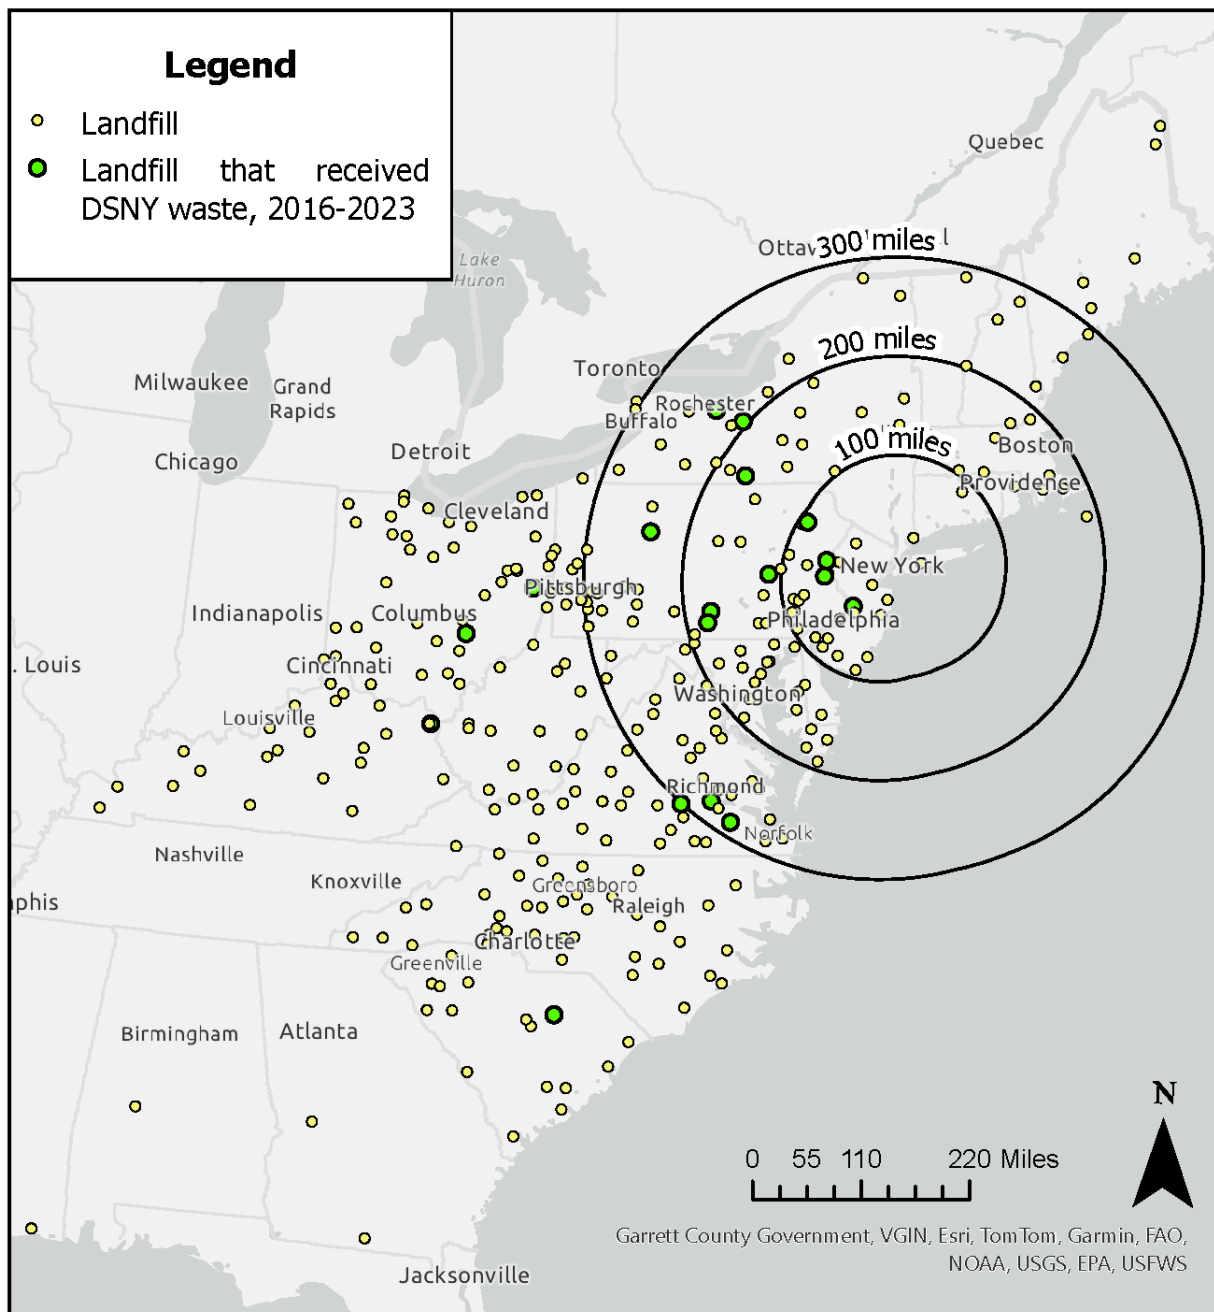 Legend
Landfill
Landfill that received
DSNY waste, 2016-2023
Quebec
Lake
Huron
300 miles
200 miles
Toronto
Milwaukee
Grand
Rapids
Rochester
Buffalo
100 miles
Boston
Detroit
Chicago
Providence
Cleveland
New York
Pittsburgh
Indianapolis
Columbus
Philadelphia
. Louis
Cincinnati
Washington
Louisville
Richmond
Norfolk
Nashville
Knoxville
Greensboro
phis
Raleigh
Charlotte
Greenville
Birmingham
Atlanta
N
0 55 110 220 Miles
Garrett County Government, VGIN, Esri, TomTom, Garmin, FAO,
NOAA, USGS, EPA, USFWS
Jacksonville